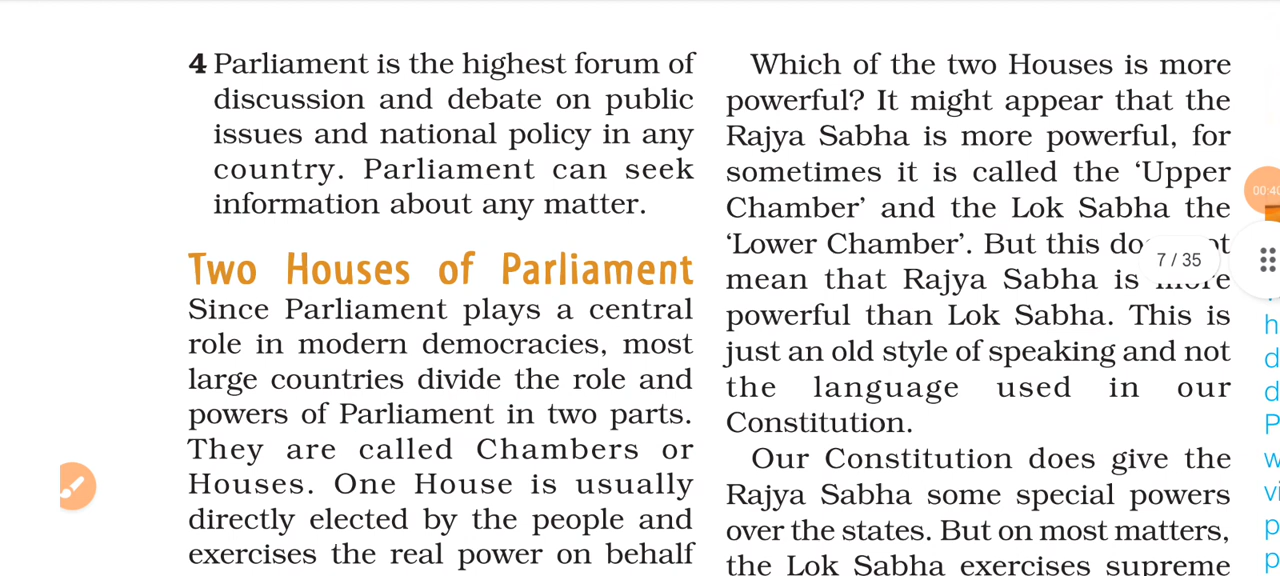 4 Parliament is the highest forum of
discussion and debate on public
issues and national policy in any
country. Parliament can seek
information about any matter.
Two Houses of Parliament
Since Parliament plays a central
role in modern democracies, most
large countries divide the role and
powers of Parliament in two parts.
They are called Chambers or
Houses. One House is usually
directly elected by the people and
exercises the real power on behalf
Which of the two Houses is more
powerful? It might appear that the
Rajya Sabha is more powerful, for
sometimes it is called the ‘Upper
Chamber’ and the Lok Sabha the
‘Lower Chamber’. But this
mean that Rajya Sabha is
powerful than Lok Sabha. This is
just an old style of speaking and not
the language used in our
Constitution.
Our Constitution does give the
Rajya Sabha some special powers
over the states. But on most matters,
the Lok Sabha exercises supreme
7 / 35